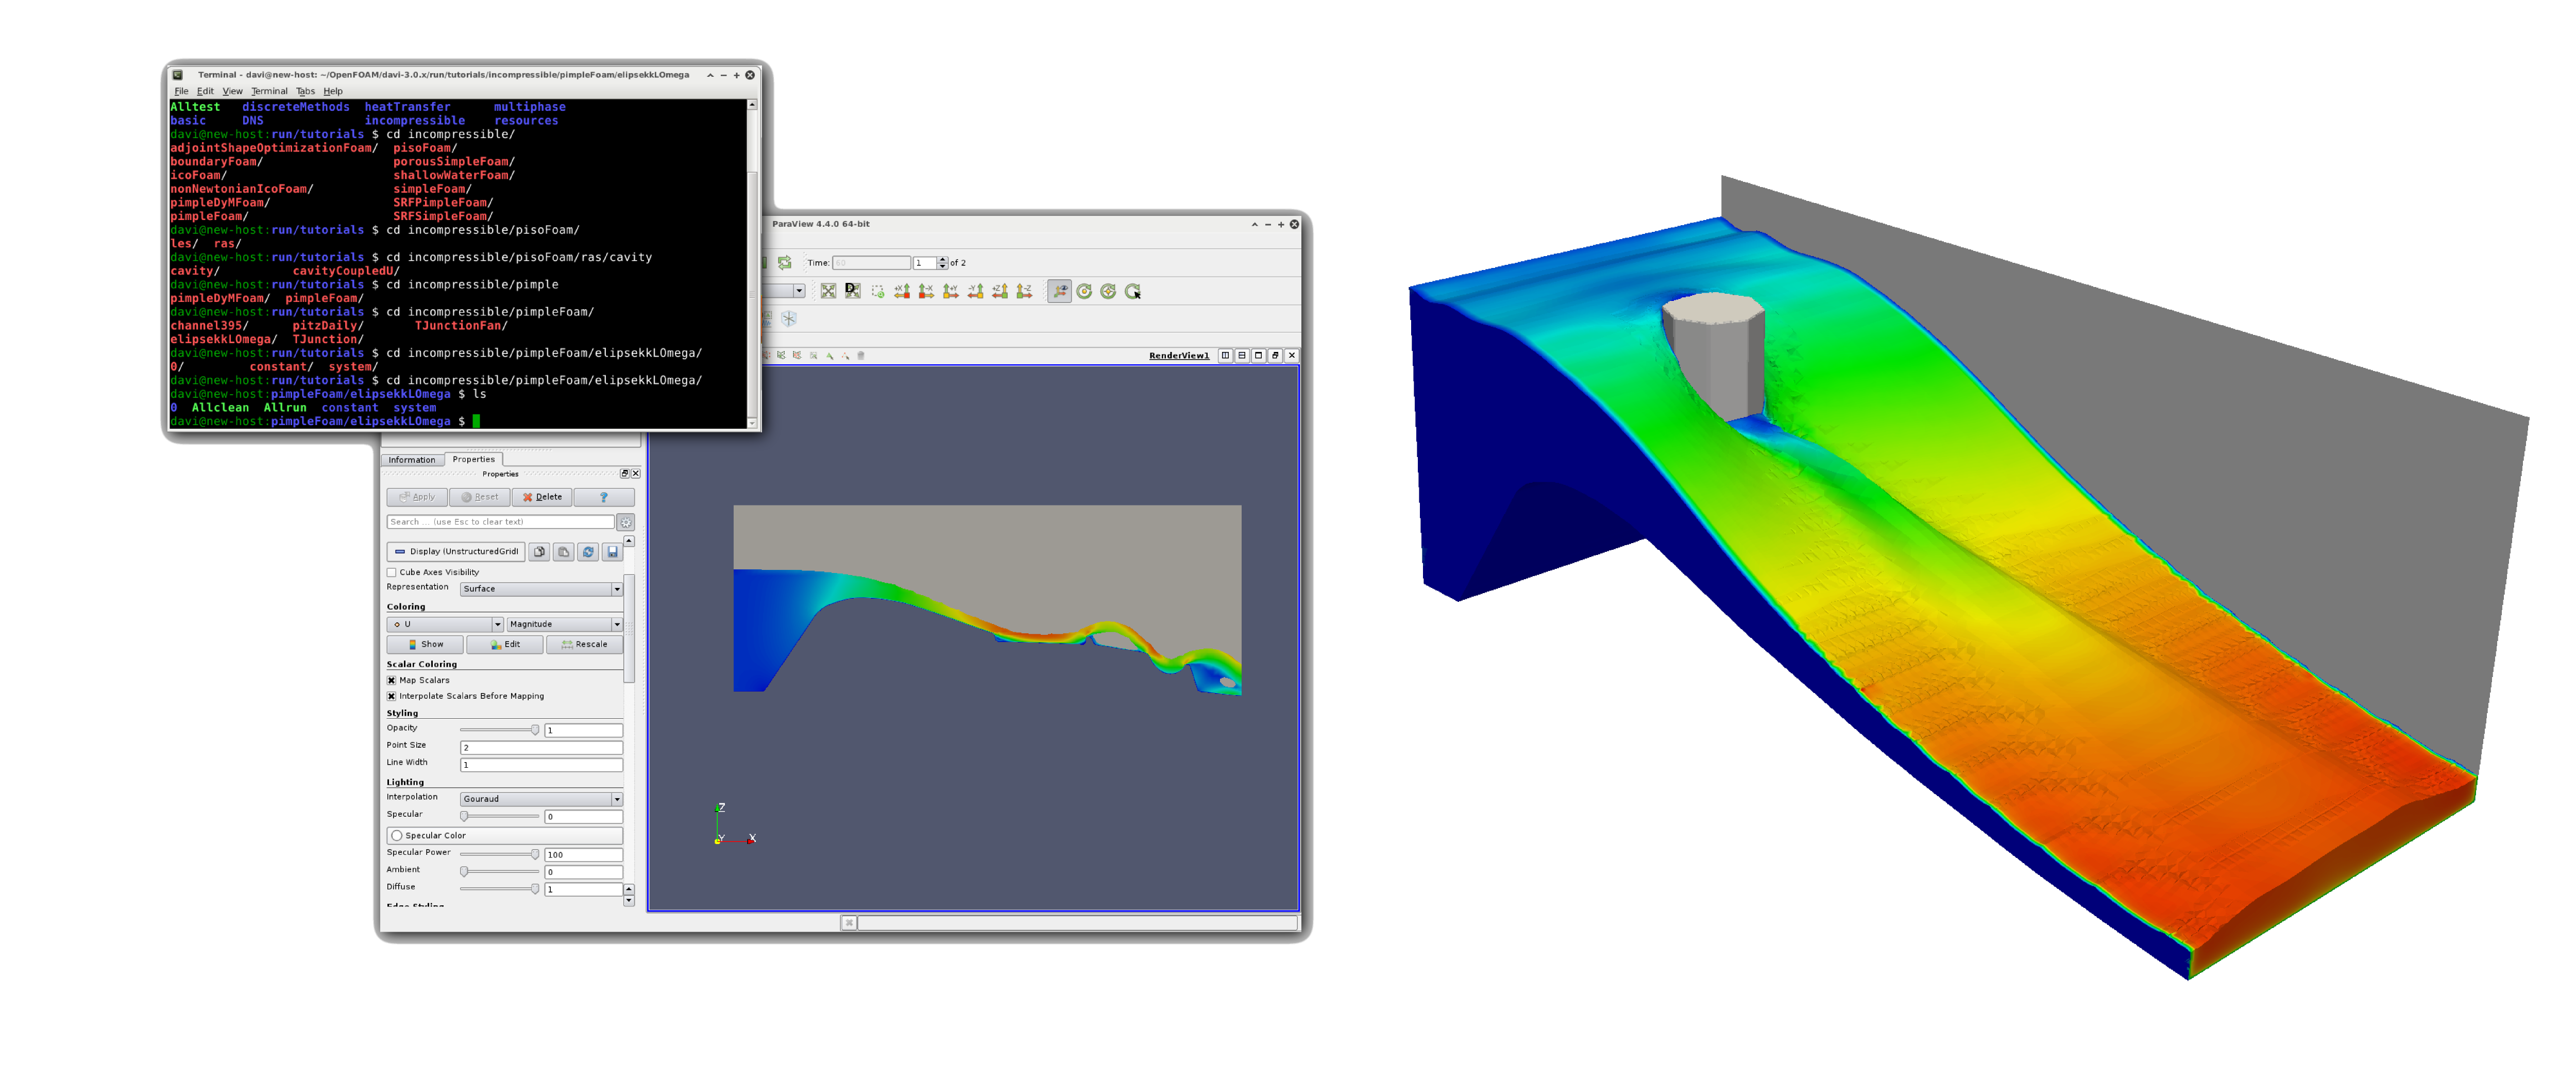 Terminal - davi@new-host: ~/OpenFOAM/davi-3.0.x/run/tutorials/incompressible/pimpleFoam/elipsekkLOmega
File Edit View Terminal Tabs Help
Alltest discreteMethods heatTransfer multiphase
basic DNS incompressible resources
davi@new-host:run/tutorials $ cd incompressible/
adjointShapeOptimizationFoam/ pisoFoam/
boundaryFoam/ porousSimpleFoam/
icoFoam/ shallowWaterFoam/
nonNewtonianIcoFoam/ simpleFoam/
pimpleDyMFoam/ SRFPimpleFoam/
pimpleFoam/ SRFSimpleFoam/
davi@new-host:run/tutorials $ cd incompressible/pisoFoam/
les/ ras/
davi@new-host:run/tutorials $ cd incompressible/pisoFoam/ras/cavity
cavity/ cavityCoupledU/
davi@new-host:run/tutorials $ cd incompressible/pimple
pimpleDyMFoam/ pimpleFoam/
davi@new-host:run/tutorials $ cd incompressible/pimpleFoam/
channel395/ pitzDaily/ TJunctionFan/
elipsekkLOmega/ TJunction/
davi@new-host:run/tutorials $ cd incompressible/pimpleFoam/elipsekkLOmega/
0/ constant/ system/
davi@new-host:run/tutorials $ cd incompressible/pimpleFoam/elipsekkLOmega/
davi@new-host:pimpleFoam/elipsekkLOmega $ ls
0 Allclean Allrun constant system
davi@new-host:pimpleFoam/elipsekkLOmega $
ParaView 4.4.0 64-bit
Time: 60 1 of 2
+X -X +Y -Y +Z -Z
RenderView1
Information Properties
Properties
Apply Reset Delete ?
Search ... (use Esc to clear text)
Display (UnstructuredGridI
Cube Axes Visibility
Representation Surface
Coloring
U Magnitude
Show Edit Rescale
Scalar Coloring
Map Scalars
Interpolate Scalars Before Mapping
Styling
Opacity 1
Point Size 2
Line Width 1
Lighting
Interpolation Gouraud
Specular 0
Specular Color
Specular Power 100
Ambient 0
Diffuse 1
Edge Styling
Z
Y X